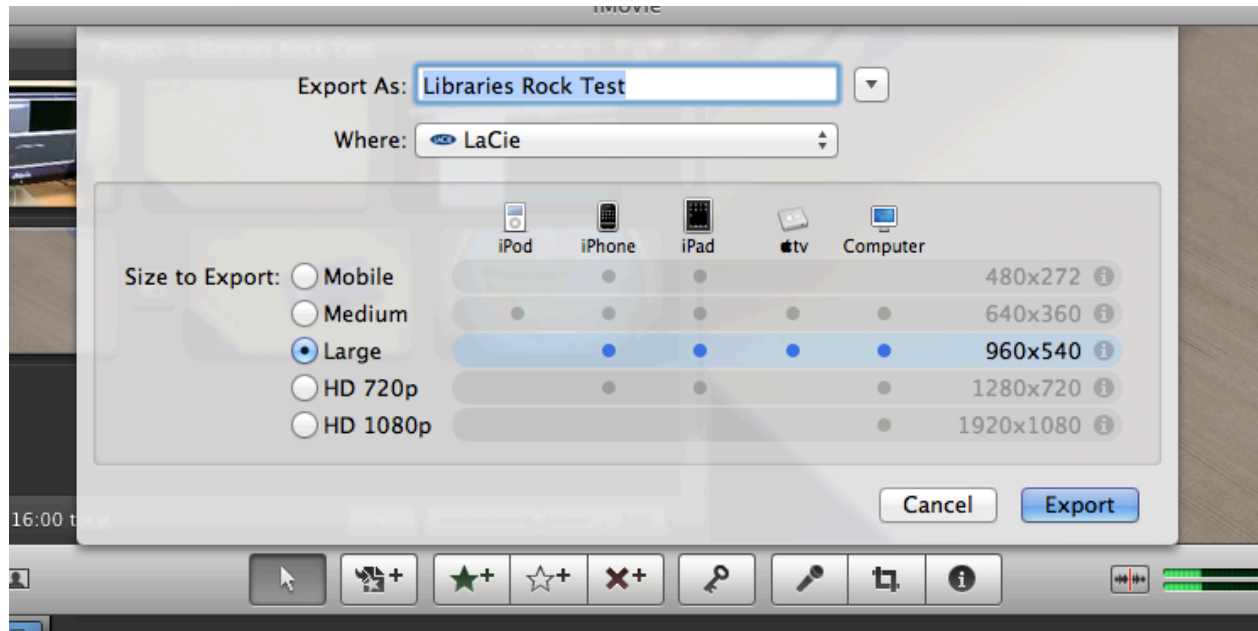 iMovie
Export As: Libraries Rock Test
Where: LaCie
iPod iPhone iPad tv Computer
Size to Export: Mobile 480x272
Medium 640x360
Large 960x540
HD 720p 1280x720
HD 1080p 1920x1080
Cancel Export
16:00